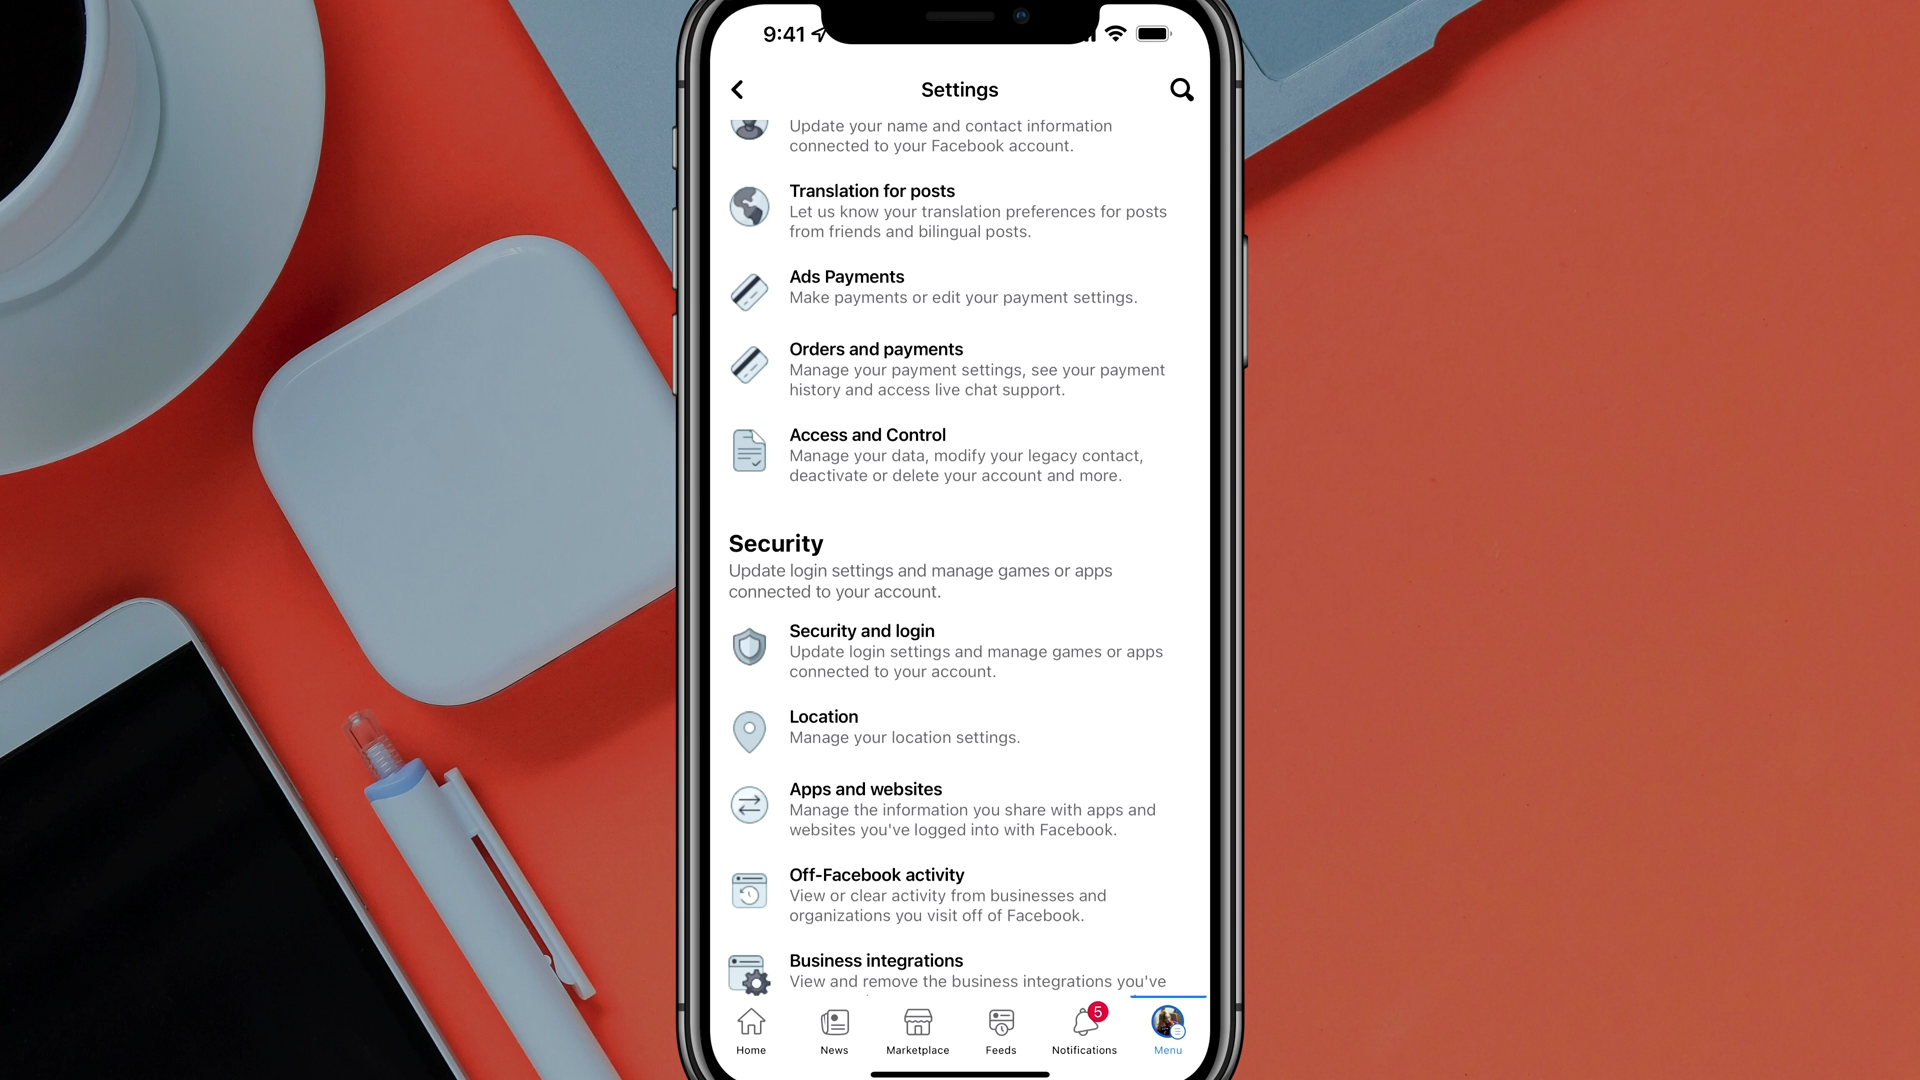 9:41
Settings
Update your name and contact information
connected to your Facebook account.
Translation for posts
Let us know your translation preferences for posts
from friends and bilingual posts.
Ads Payments
Make payments or edit your payment settings.
Orders and payments
Manage your payment settings, see your payment
history and access live chat support.
Access and Control
Manage your data, modify your legacy contact,
deactivate or delete your account and more.
Security
Update login settings and manage games or apps
connected to your account.
Security and login
Update login settings and manage games or apps
connected to your account.
Location
Manage your location settings.
Apps and websites
Manage the information you share with apps and
websites you've logged into with Facebook.
Off-Facebook activity
View or clear activity from businesses and
organizations you visit off of Facebook.
Business integrations
View and remove the business integrations you've
5
Home
News
Marketplace
Feeds
Notifications
Menu